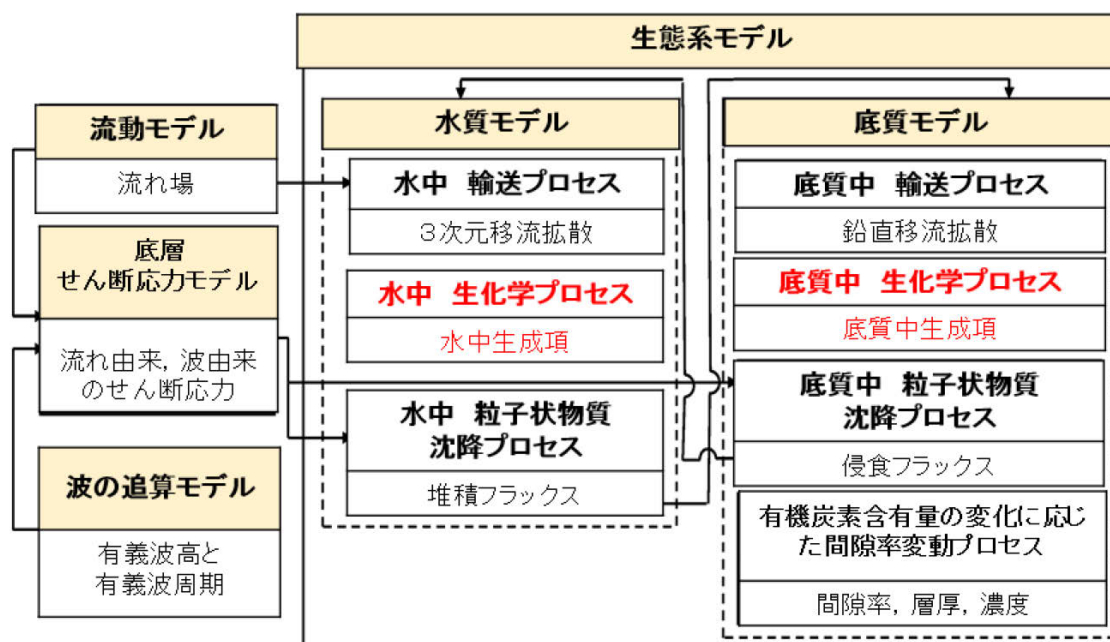 生態系モデル
流動モデル
流れ場
底層
せん断応力モデル
流れ由来, 波由来
のせん断応力
波の追算モデル
有義波高と
有義波周期
水質モデル
水中 輸送プロセス
3次元移流拡散
水中 生化学プロセス
水中生成項
水中 粒子状物質
沈降プロセス
堆積フラックス
底質モデル
底質中 輸送プロセス
鉛直移流拡散
底質中 生化学プロセス
底質中生成項
底質中 粒子状物質
沈降プロセス
侵食フラックス
有機炭素含有量の変化に応じ
た間隙率変動プロセス
間隙率, 層厚, 濃度